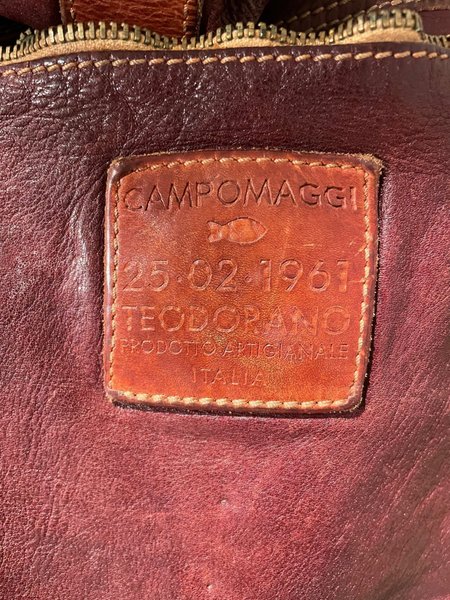 CAMPOMAGGI
25·02·1961
TEODORANO
PRODOTTO ARTIGIANALE
ITALIA